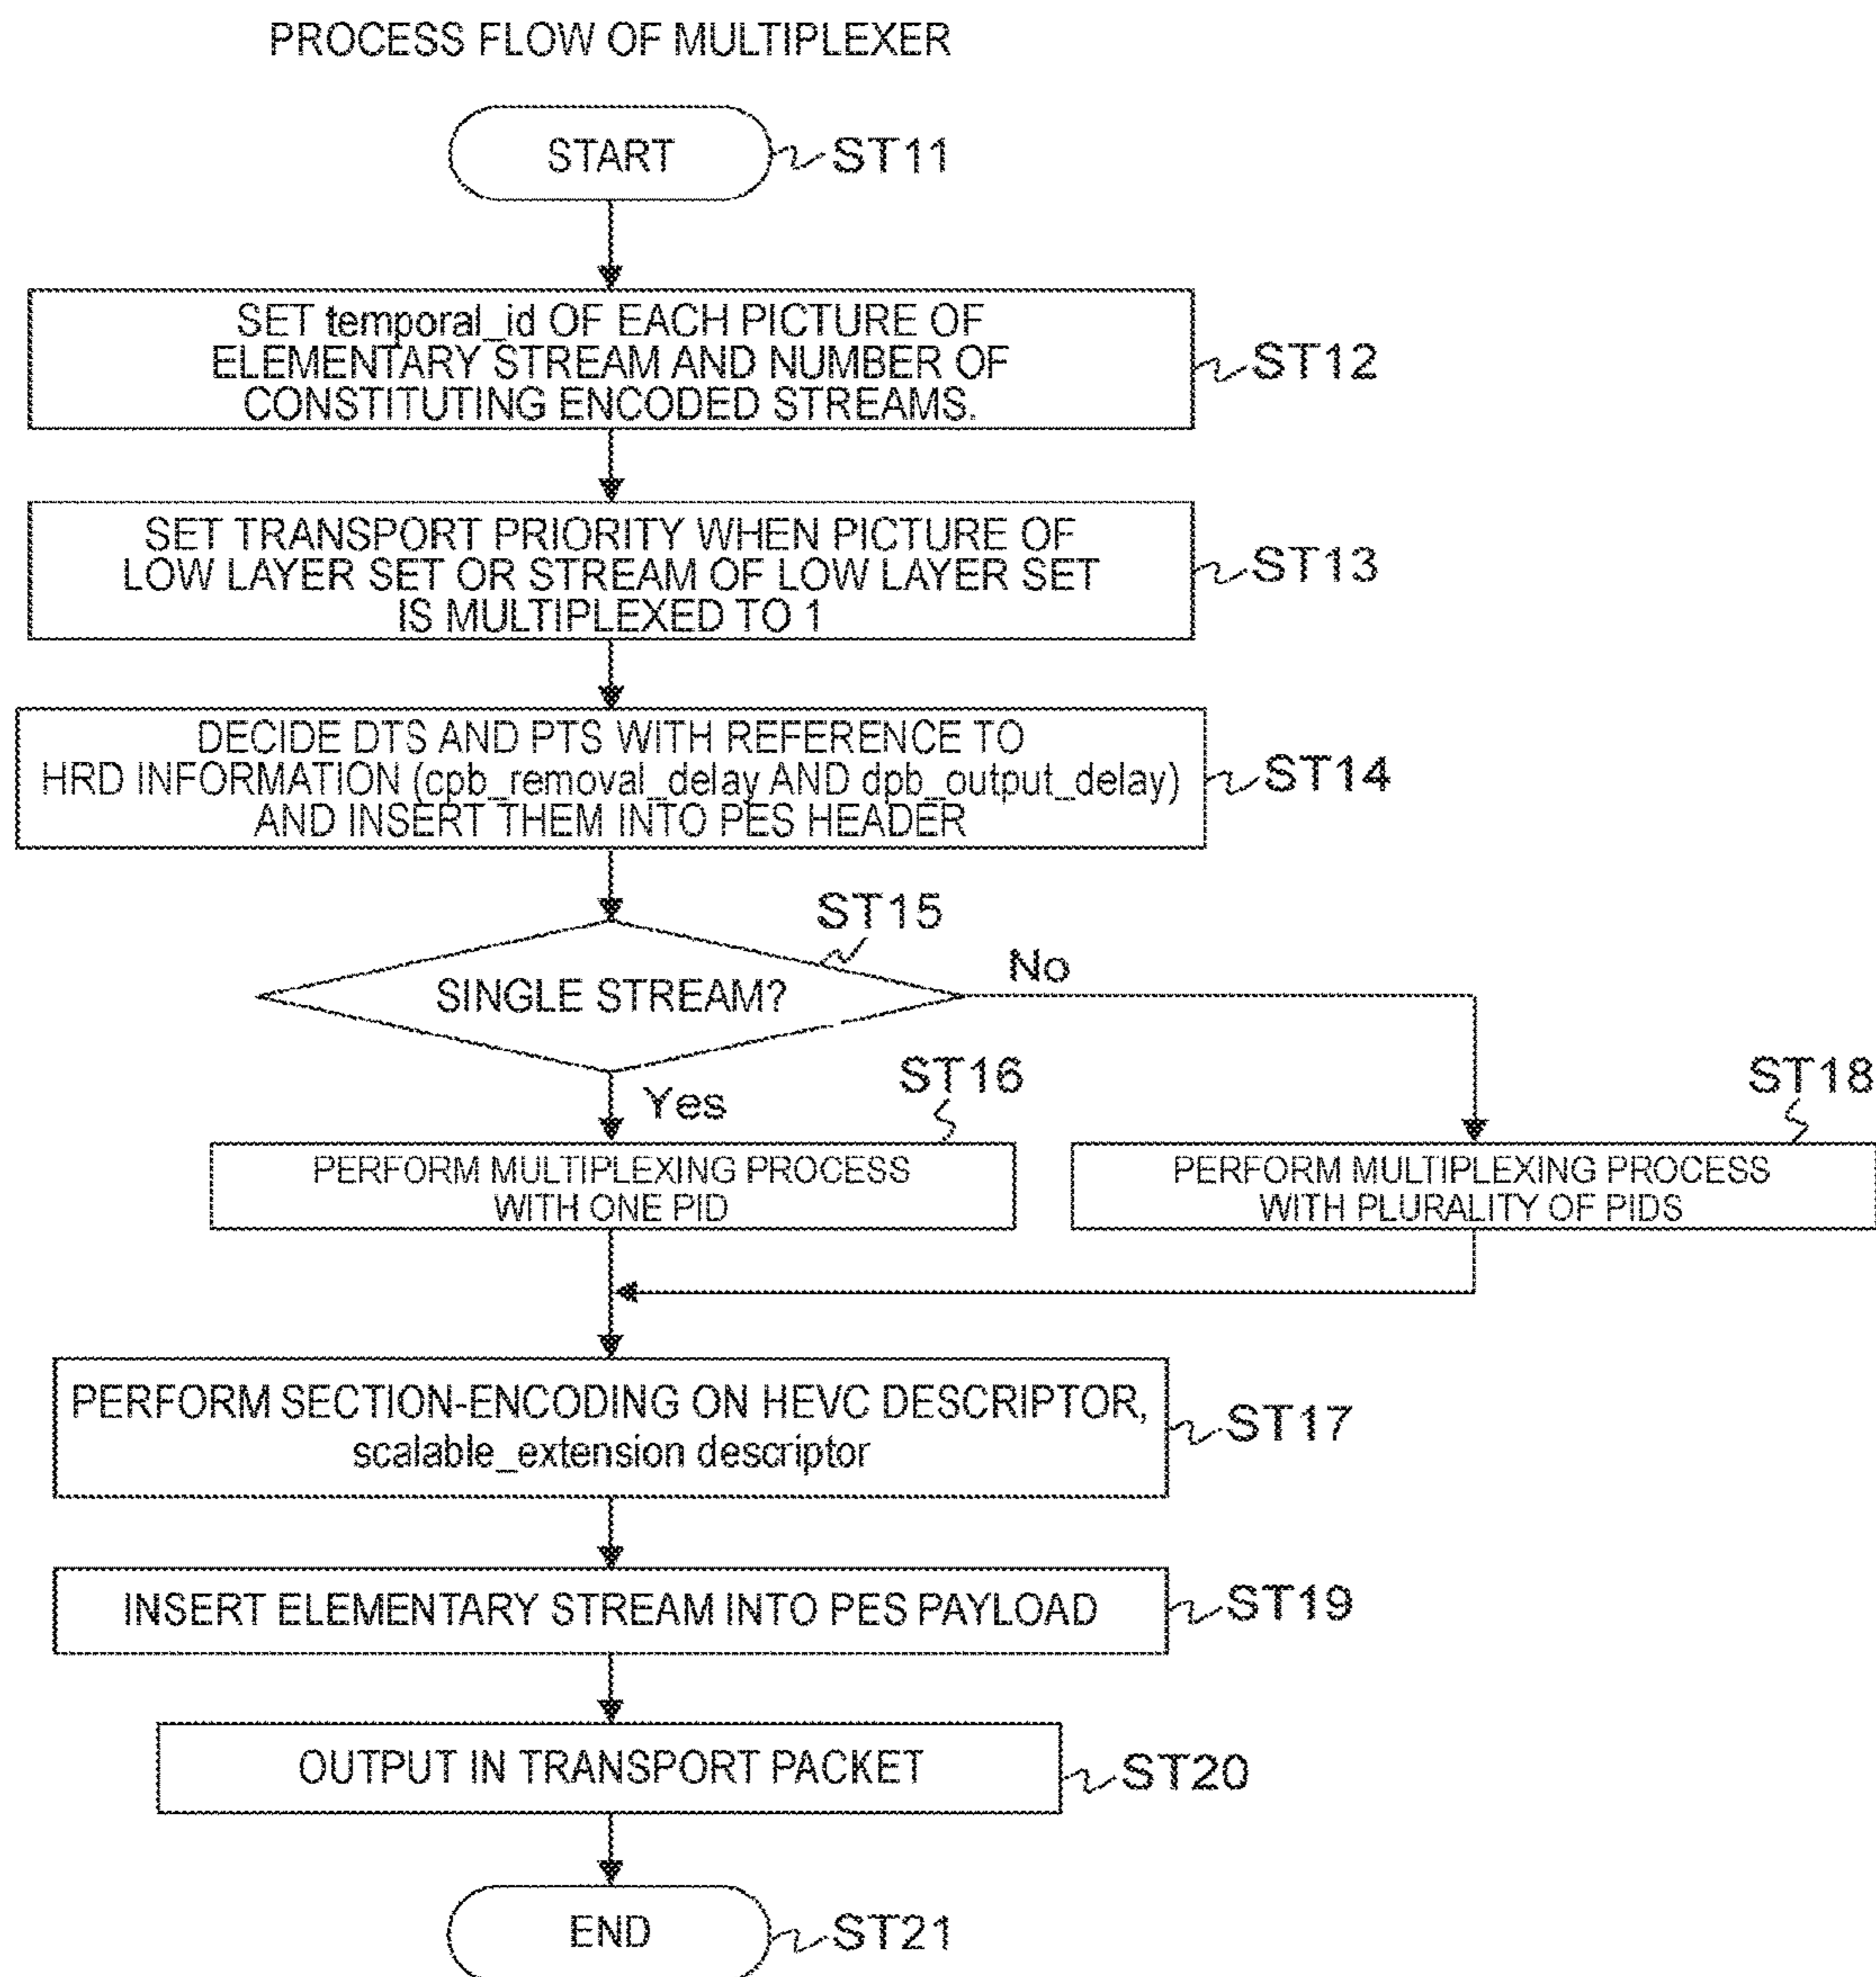 PROCESS FLOW OF MULTIPLEXER
START
ST11
SET temporal_id OF EACH PICTURE OF
ELEMENTARY STREAM AND NUMBER OF
CONSTITUTING ENCODED STREAMS.
ST12
SET TRANSPORT PRIORITY WHEN PICTURE OF
LOW LAYER SET OR STREAM OF LOW LAYER SET
IS MULTIPLEXED TO 1
ST13
DECIDE DTS AND PTS WITH REFERENCE TO
HRD INFORMATION (cpb_removal_delay AND dpb_output_delay)
AND INSERT THEM INTO PES HEADER
ST14
ST15
SINGLE STREAM?
No
Yes
ST16
ST18
PERFORM MULTIPLEXING PROCESS
WITH ONE PID
PERFORM MULTIPLEXING PROCESS
WITH PLURALITY OF PIDS
PERFORM SECTION-ENCODING ON HEVC DESCRIPTOR,
scalable_extension descriptor
ST17
INSERT ELEMENTARY STREAM INTO PES PAYLOAD
ST19
OUTPUT IN TRANSPORT PACKET
ST20
END
ST21